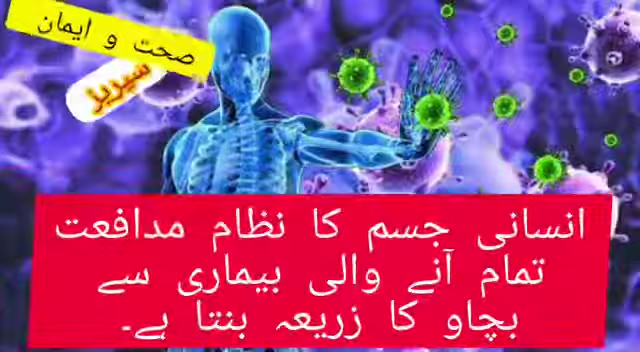 صحت و ایمان
سیریز
انسانی جسم کا نظام مدافعت
تمام آنے والی بیماری سے
بچاو کا زریعہ بنتا ہے۔